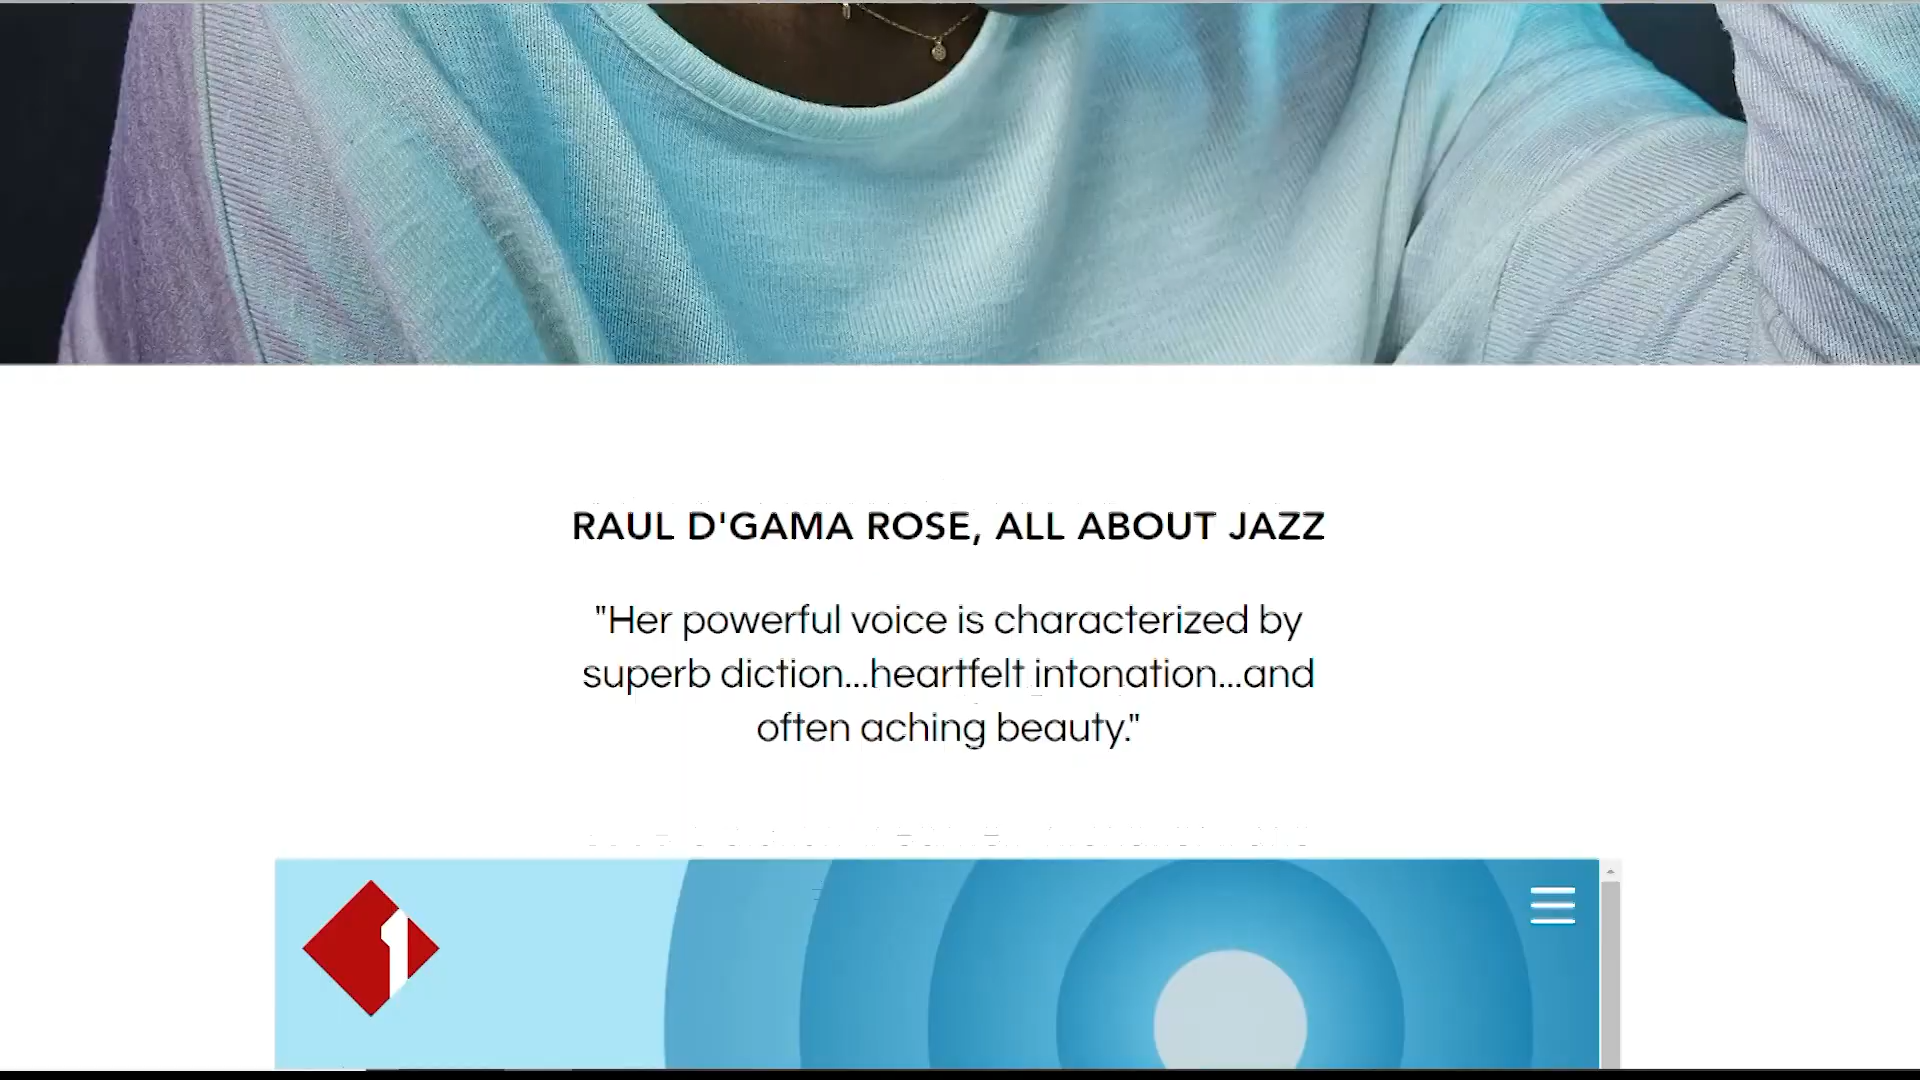 RAUL D'GAMA ROSE, ALL ABOUT JAZZ
"Her powerful voice is characterized by
superb diction...heartfelt intonation...and
often aching beauty."
1